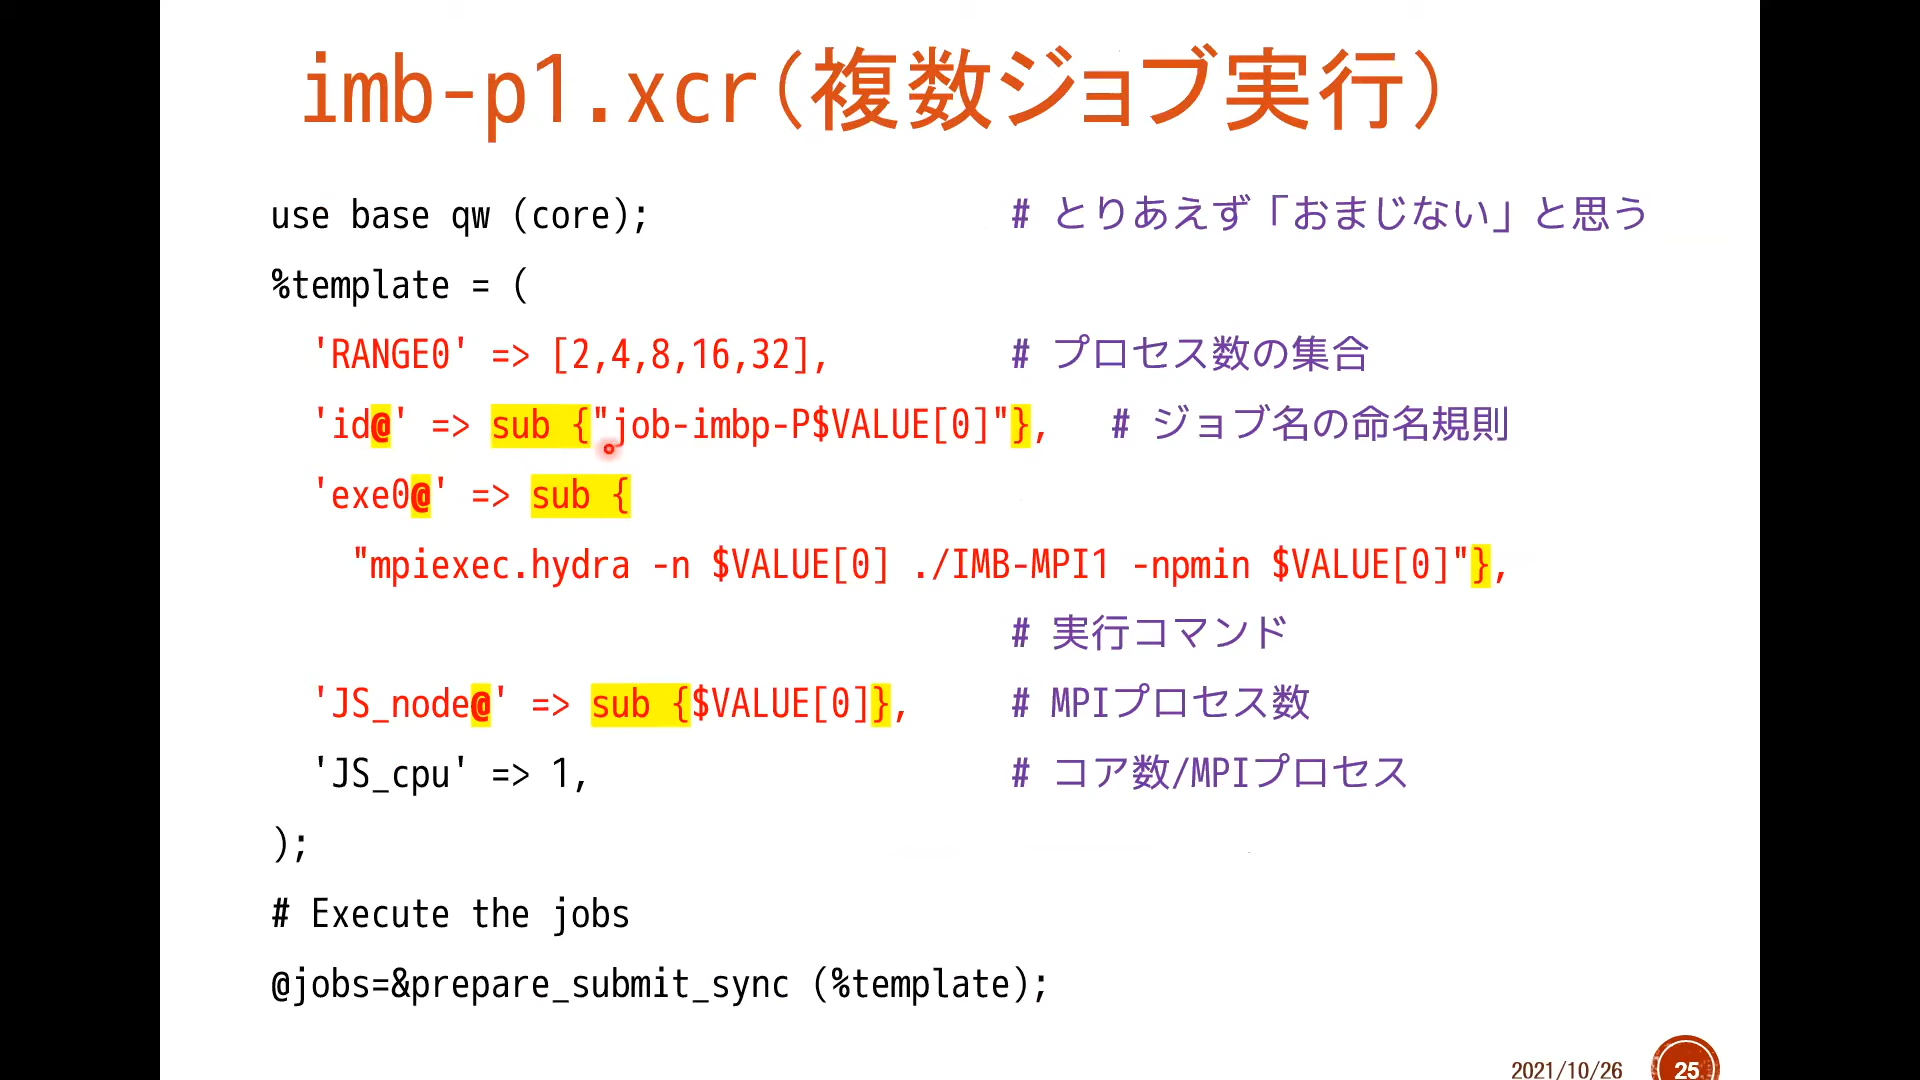 imb-p1.xcr(複数ジョブ実行)
use base qw (core); # とりあえず「おまじない」と思う
%template = (
'RANGE0' => [2,4,8,16,32], # プロセス数の集合
'id@' => sub {"job-imbp-P$VALUE[0]"}, # ジョブ名の命名規則
'exe0@' => sub {
"mpiexec.hydra -n $VALUE[0] ./IMB-MPI1 -npmin $VALUE[0]"},
# 実行コマンド
'JS_node@' => sub {$VALUE[0]}, # MPIプロセス数
'JS_cpu' => 1, # コア数/MPIプロセス
);
# Execute the jobs
@jobs=&prepare_submit_sync (%template);
2021/10/26 25